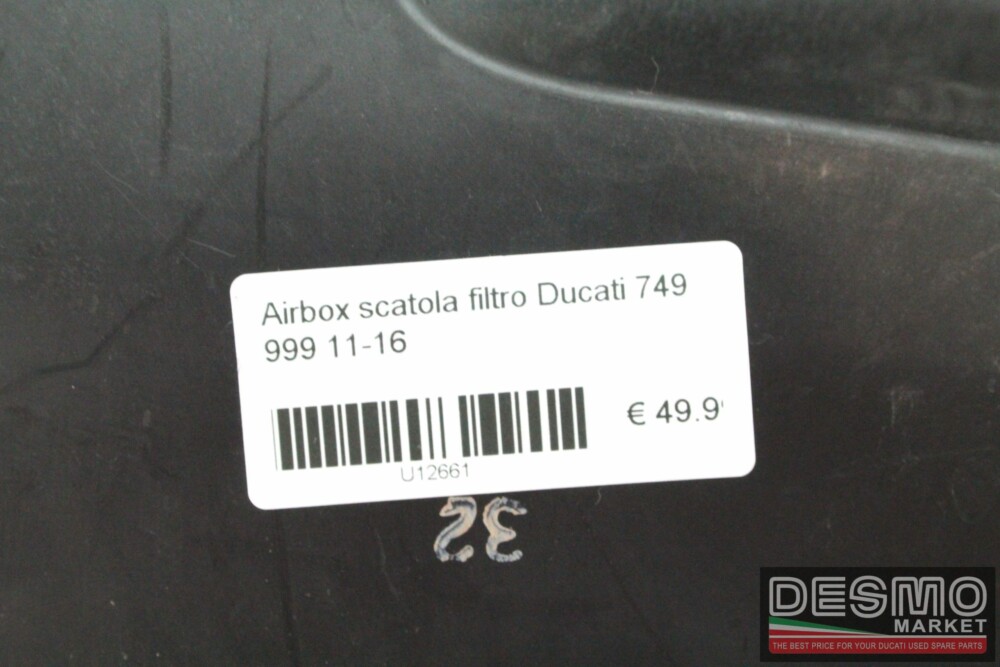 Airbox scatola filtro Ducati 749
999 11-16
€ 49.9
U12661
32
DESMO
MARKET
THE BEST PRICE FOR YOUR DUCATI USED SPARE PARTS